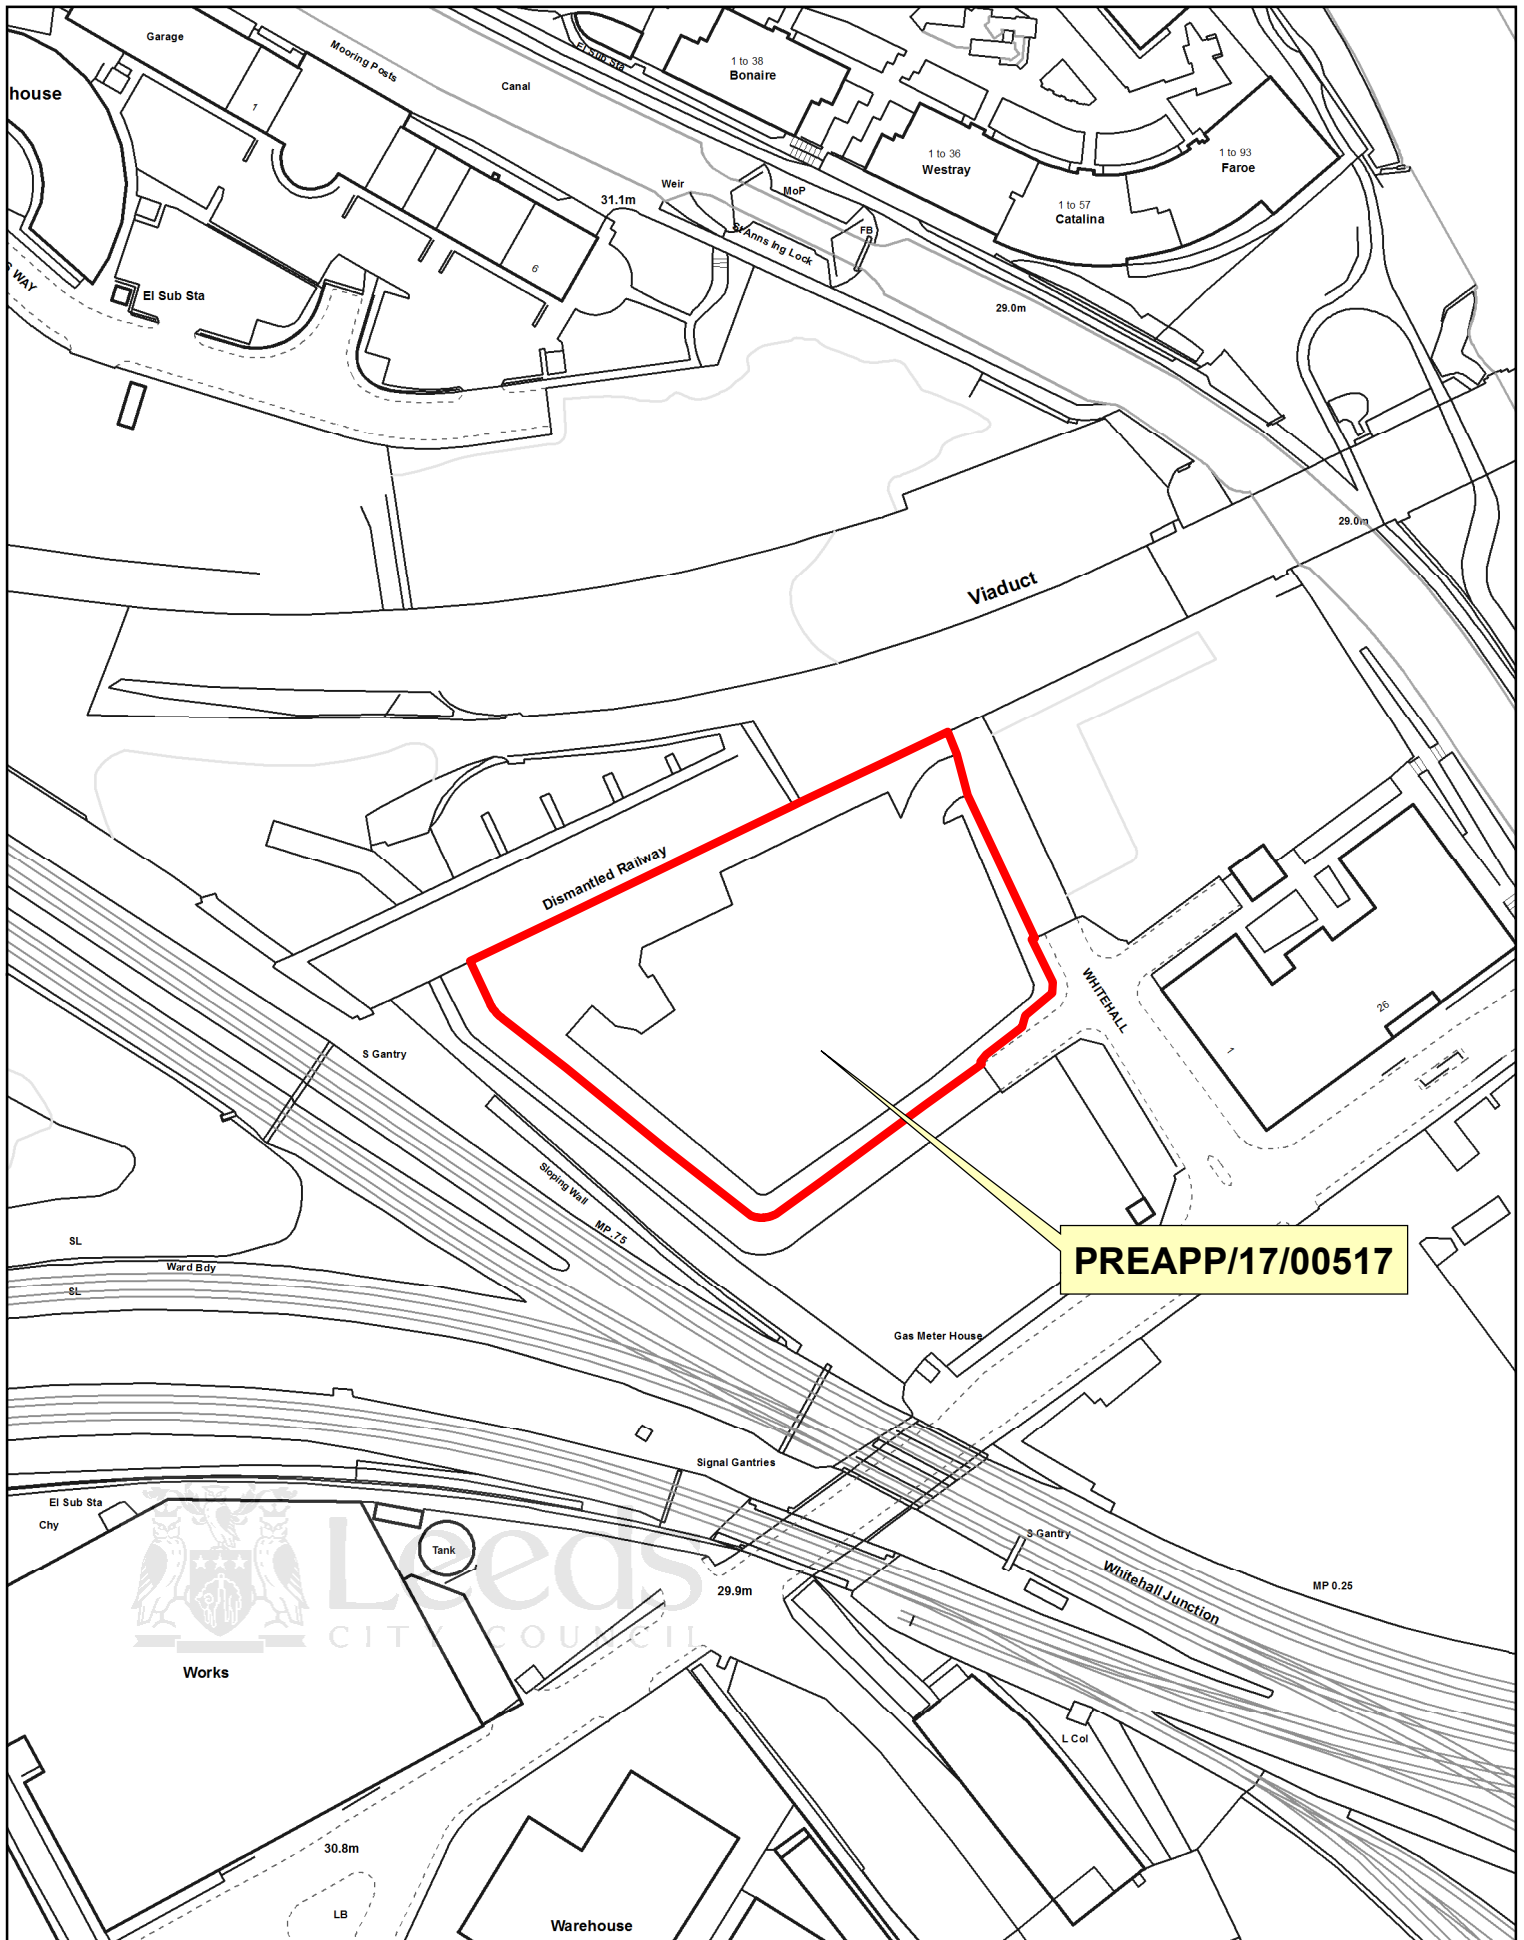 Garage
Mooring Posts
Canal
El Sub Sta
1 to 38
Bonaire
house
1
1 to 36
Westray
1 to 93
Faroe
1 to 57
Catalina
Weir
MoP
31.1m
St Anns Ing Lock
FB
6
S WAY
El Sub Sta
29.0m
29.0m
Viaduct
Dismantled Railway
WHITEHALL
26
1
S Gantry
Sloping Wall
MP .75
SL
Ward Bdy
SL
PREAPP/17/00517
Gas Meter House
Signal Gantries
El Sub Sta
Chy
Tank
S Gantry
Whitehall Junction
MP 0.25
29.9m
Leeds
CITY COUNCIL
Works
L Col
30.8m
LB
Warehouse